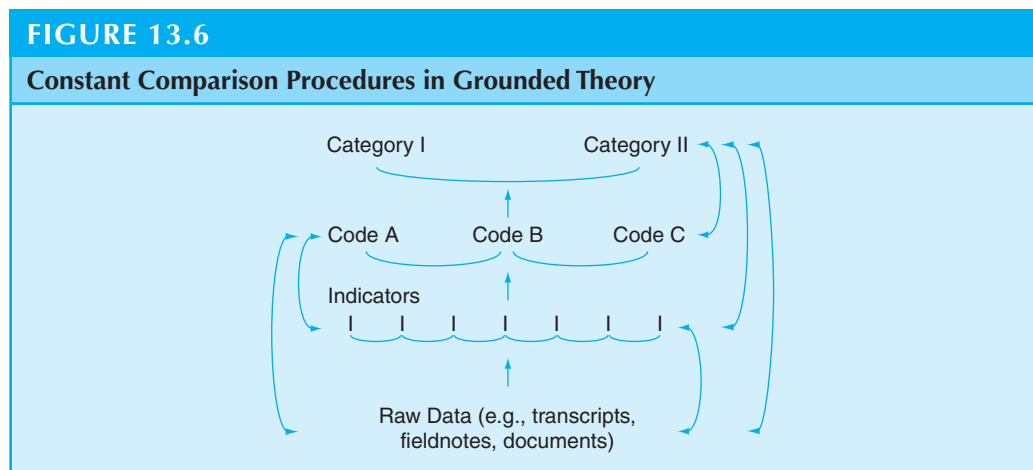 FIGURE 13.6
Constant Comparison Procedures in Grounded Theory
Category I Category II
Code A Code B Code C
Indicators
I I I I I I I
Raw Data (e.g., transcripts,
fieldnotes, documents)